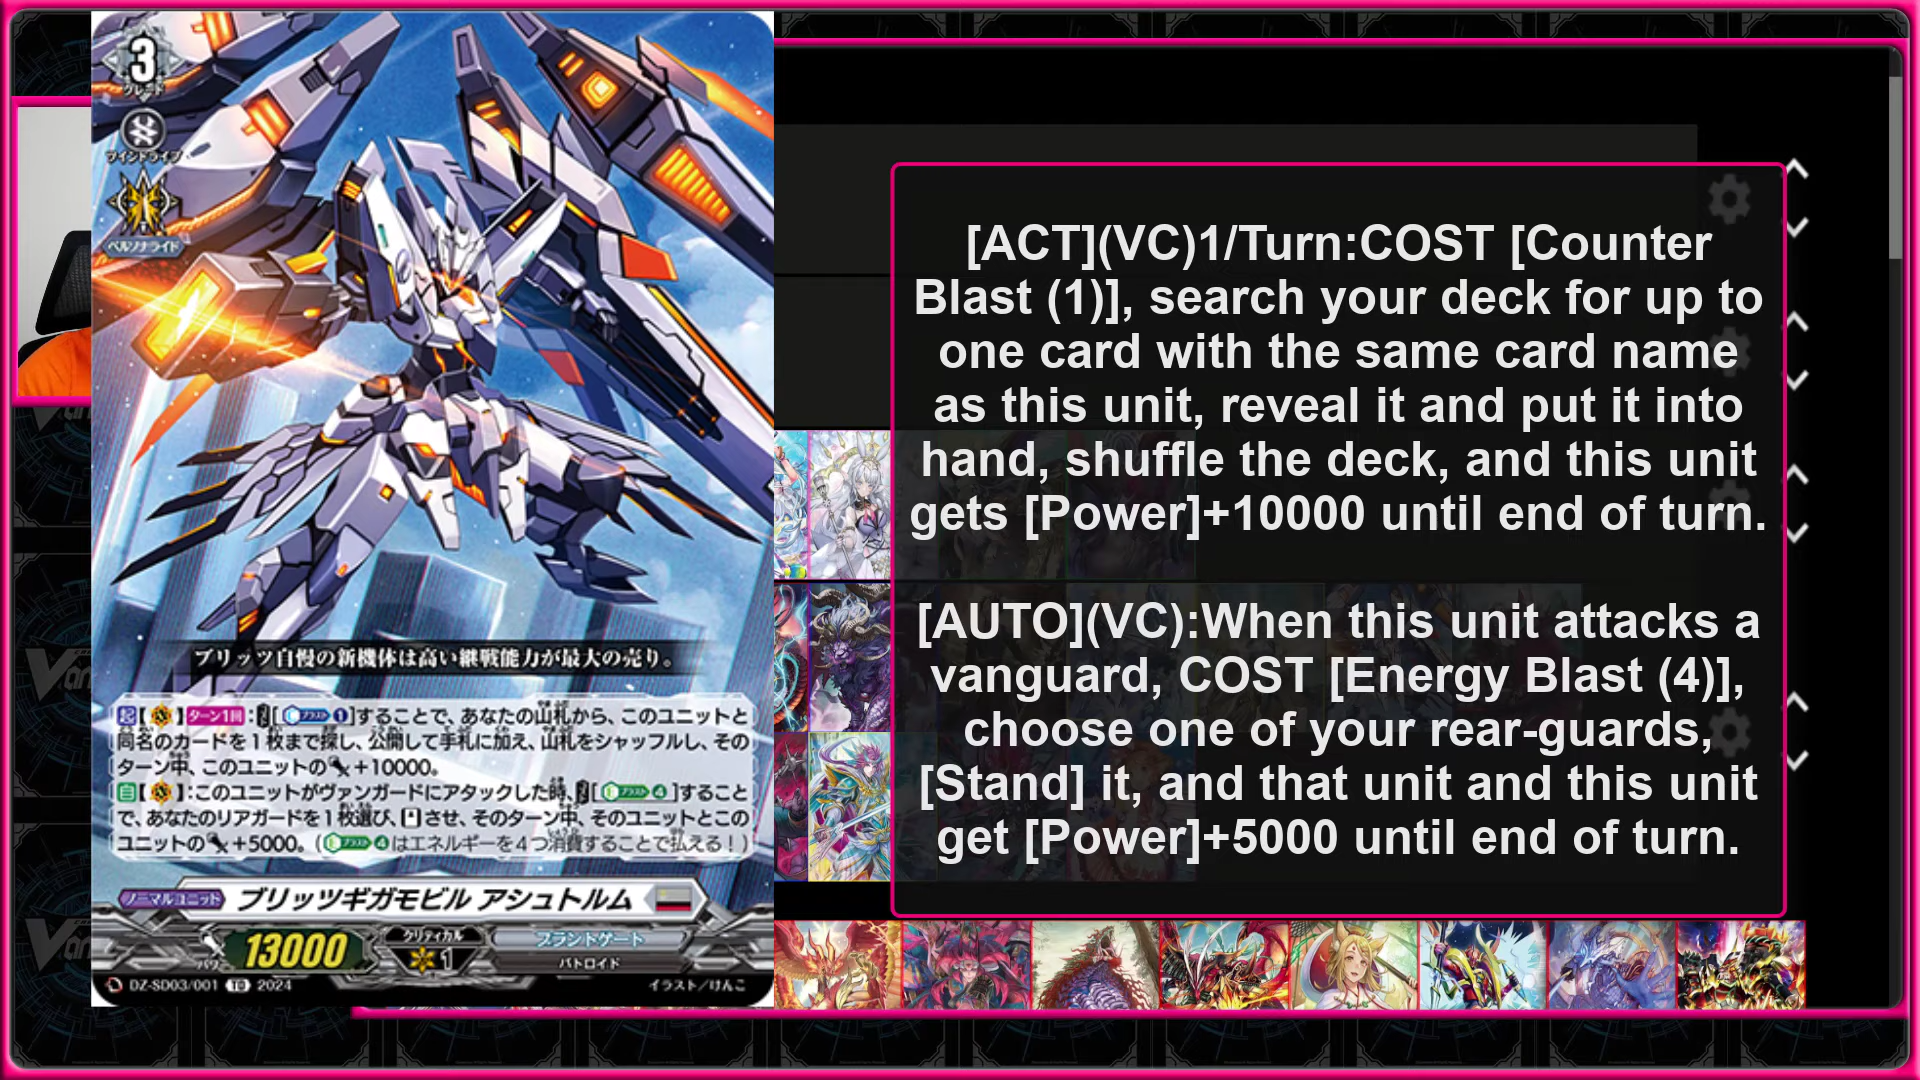 3
グレード
ツインドライブ
ペルソナライド
ブリッツ自慢の新機体は高い継戦能力が最大の売り。
起【 】ターン1回:[ ブラスト 1]することで、あなたの山札から、このユニットと
同名のカードを1枚まで探し、公開して手札に加え、山札をシャッフルし、その
ターン中、このユニットの +10000。
自【 】:このユニットがヴァンガードにアタックした時、[ ブラスト 4]すること
で、あなたのリアガードを1枚選び、 させ、そのターン中、そのユニットとこの
ユニットの +5000。( ブラスト 4はエネルギーを4つ消費することで払える!)
ノーマルユニット
ブリッツギガモビル アシュトルム
パワー
13000
クリティカル
1
ブラントゲート
バトロイド
DZ-SD03/001 TD 2024
イラスト/けんこ
[ACT](VC)1/Turn:COST [Counter
Blast (1)], search your deck for up to
one card with the same card name
as this unit, reveal it and put it into
hand, shuffle the deck, and this unit
gets [Power]+10000 until end of turn.
[AUTO](VC):When this unit attacks a
vanguard, COST [Energy Blast (4)],
choose one of your rear-guards,
[Stand] it, and that unit and this unit
get [Power]+5000 until end of turn.